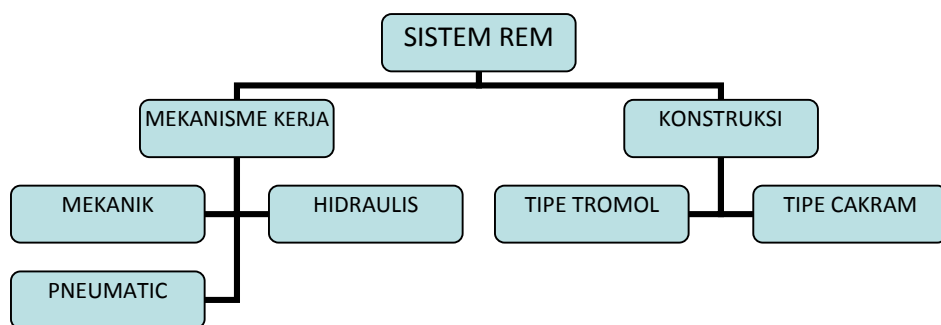 SISTEM REM
MEKANISME KERJA
KONSTRUKSI
MEKANIK
HIDRAULIS
TIPE TROMOL
TIPE CAKRAM
PNEUMATIC